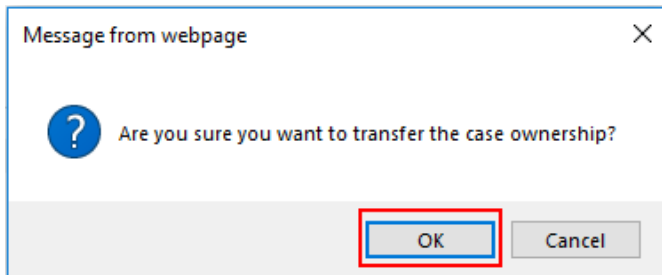 Message from webpage
Are you sure you want to transfer the case ownership?
OK Cancel